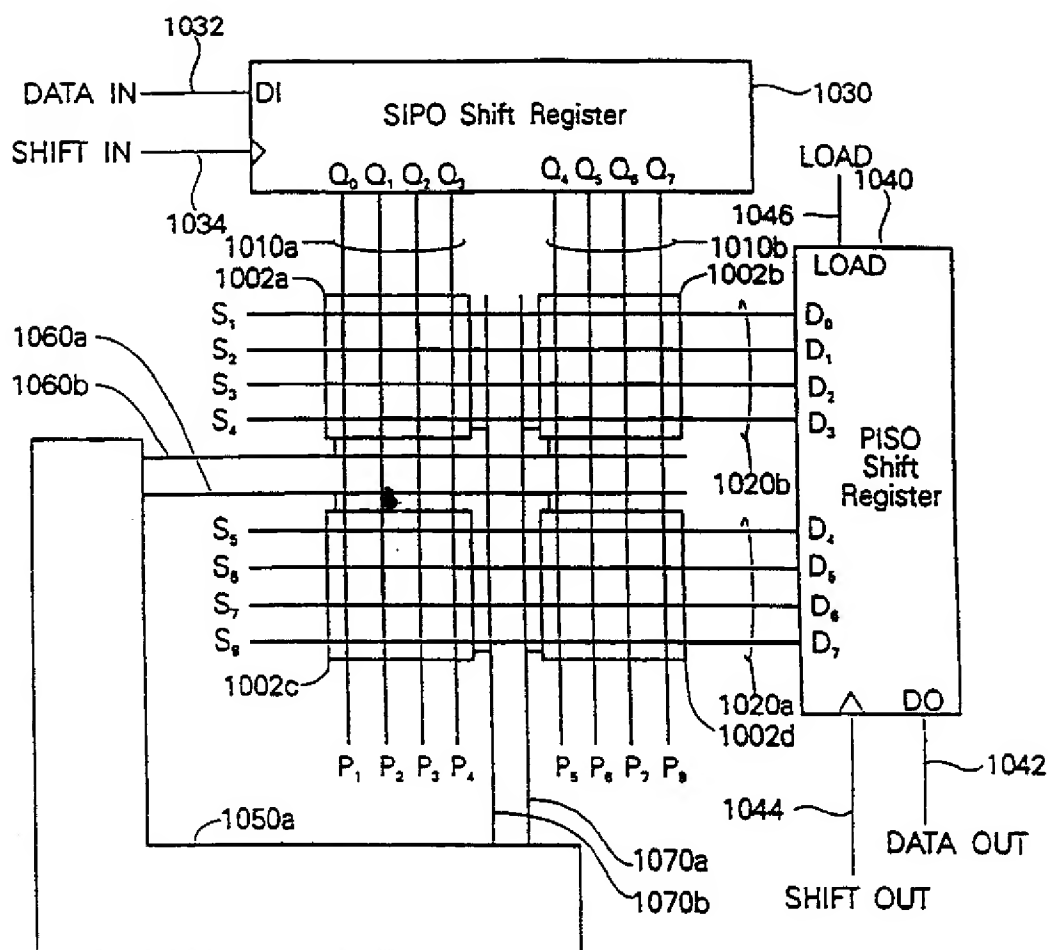 1032
DATA IN
DI
SIPO Shift Register
1030
SHIFT IN
1034
Q₀ Q₁ Q₂ Q₃ Q₄ Q₅ Q₆ Q₇
LOAD
1040
1046
1010a
1010b
1002a
1002b
LOAD
S₁
S₂
S₃
S₄
D₀
D₁
D₂
D₃
1060a
1060b
PISO
Shift
Register
1020b
S₅
S₆
S₇
S₈
D₄
D₅
D₆
D₇
1002c
1020a
1002d
DO
P₁ P₂ P₃ P₄ P₅ P₆ P₇ P₈
1042
1044
1050a
1070a
1070b
DATA OUT
SHIFT OUT